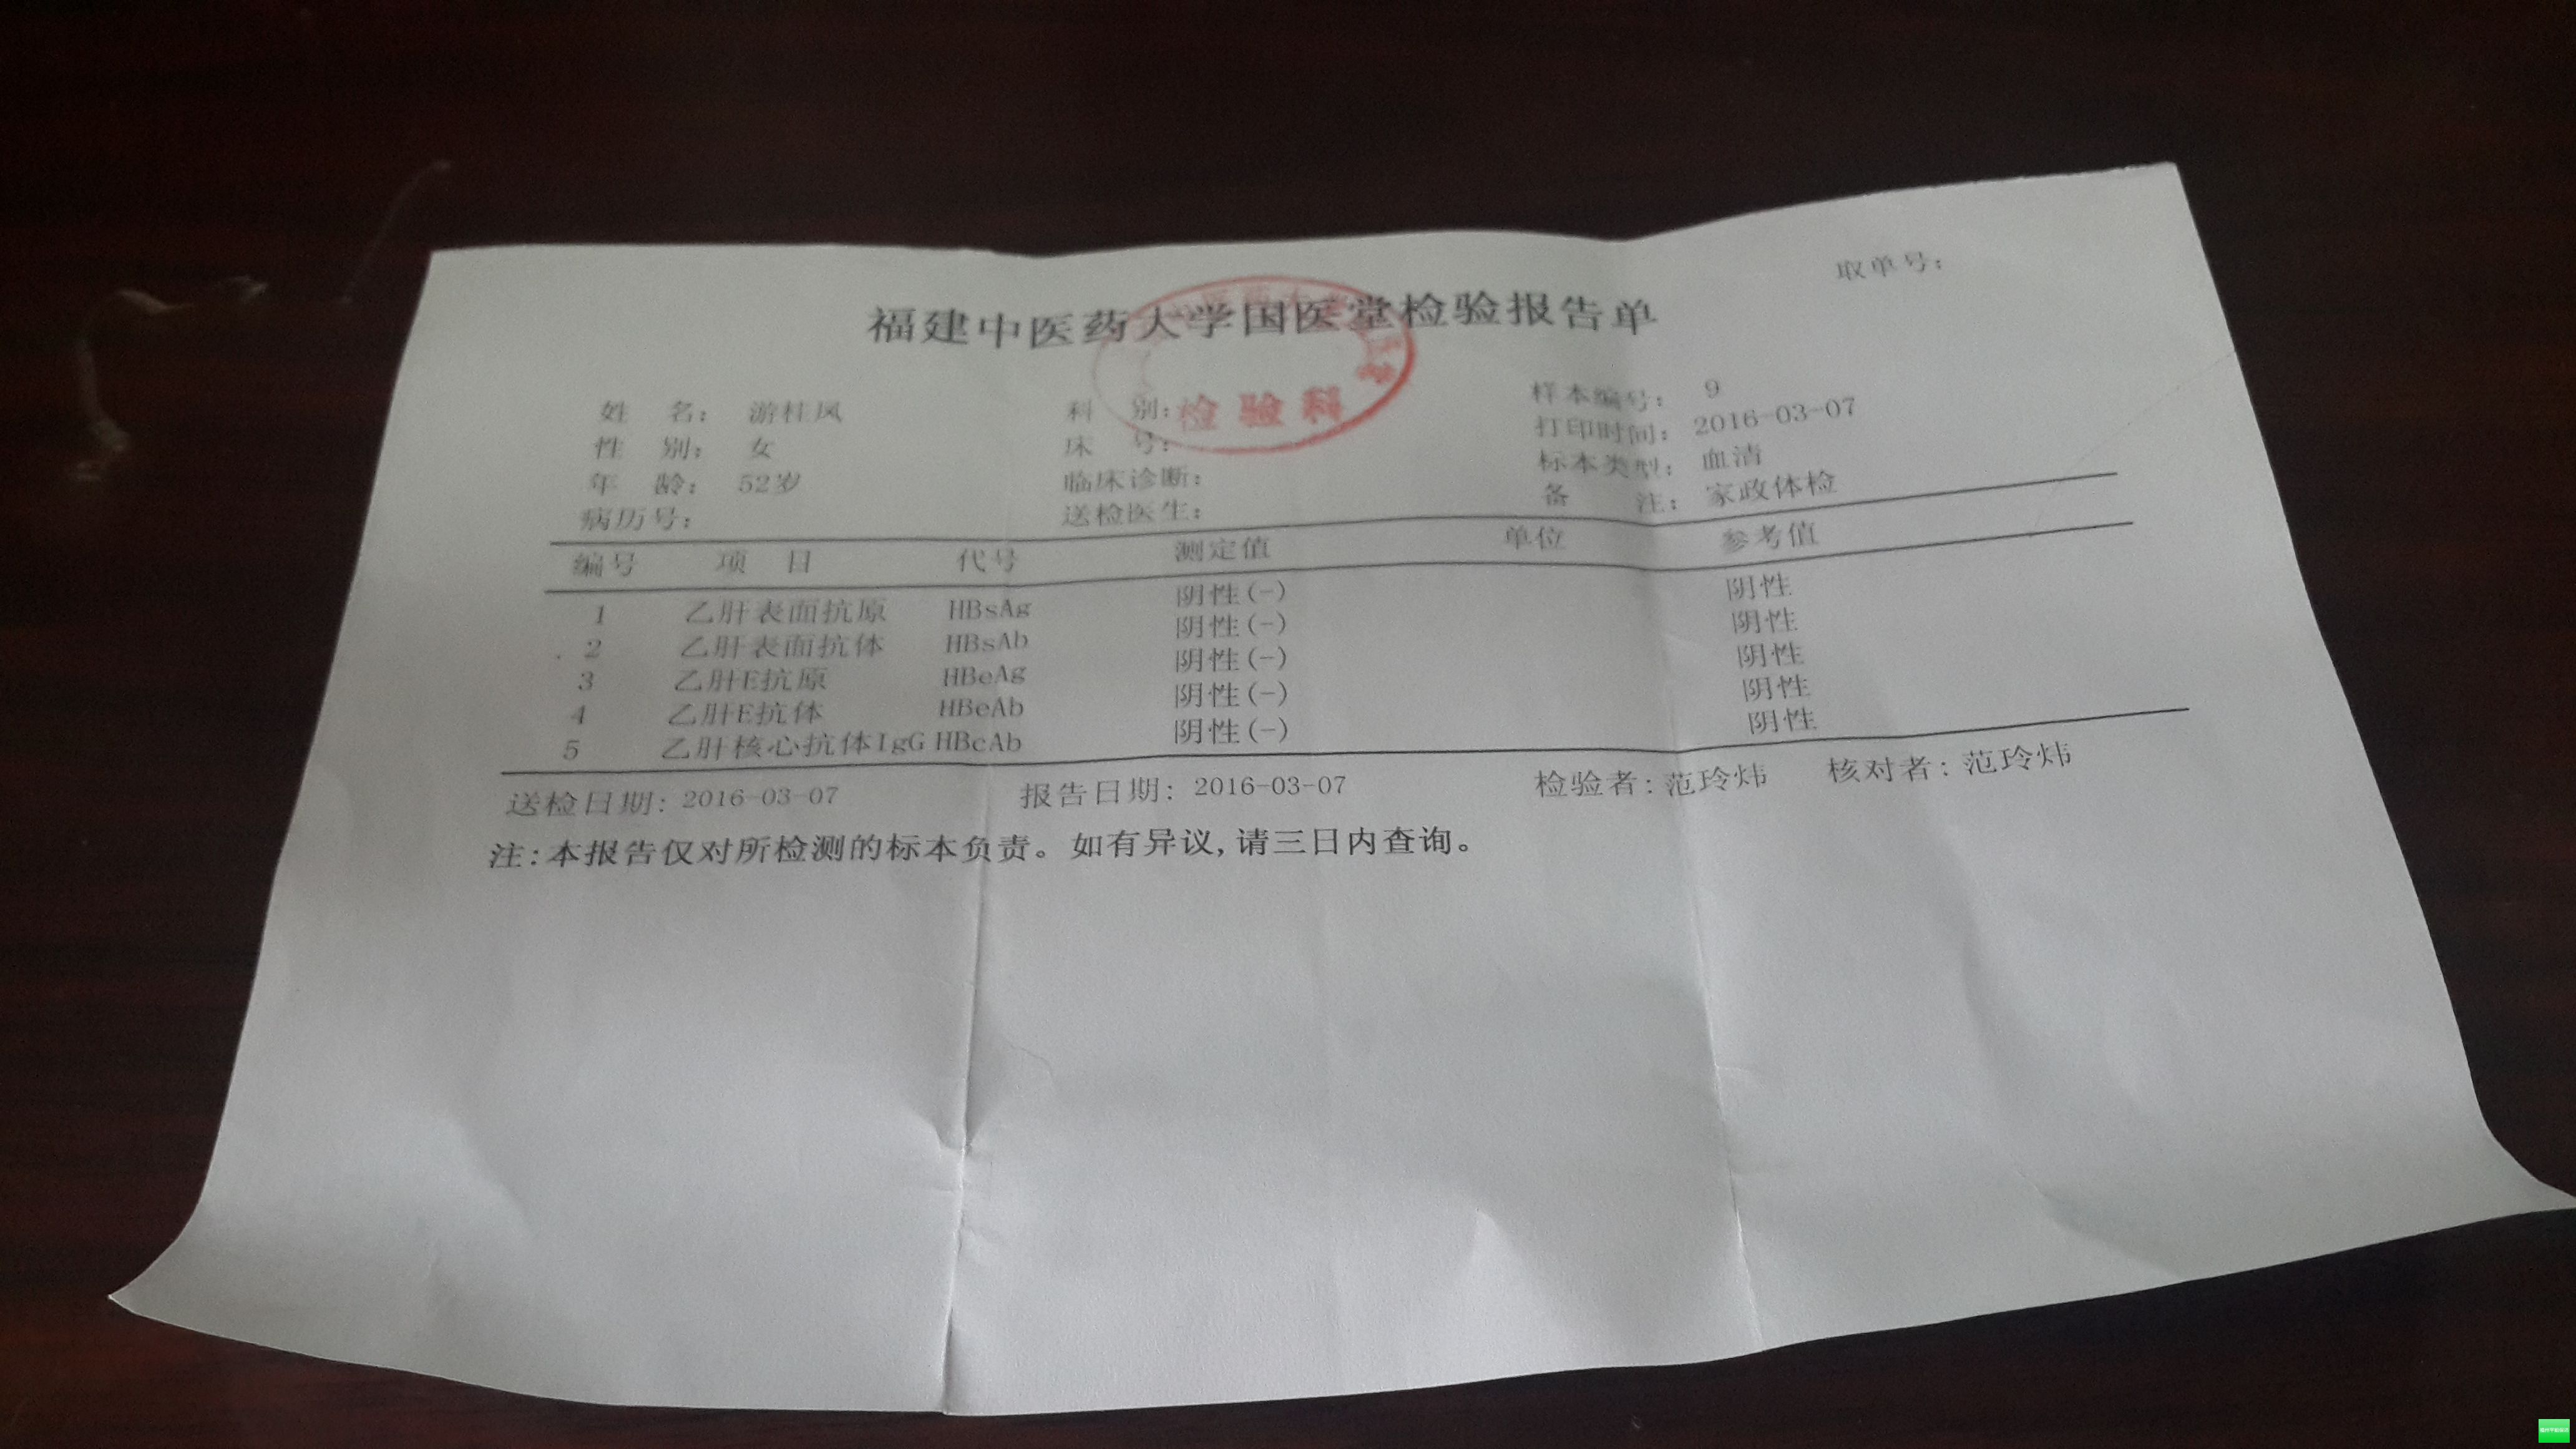 取单号：
福建中医药大学国医堂检验报告单
姓 名： 游桂凤 科 别： 样本编号： 9
性 别： 女 床 号： 打印时间： 2016-03-07
年 龄： 52岁 临床诊断： 标本类型： 血清
病历号： 送检医生： 备 注： 家政体检
检验科
编号 项 目 代号 测定值 单位 参考值
1 乙肝表面抗原 HBsAg 阴性(-) 阴性
2 乙肝表面抗体 HBsAb 阴性(-) 阴性
3 乙肝E抗原 HBeAg 阴性(-) 阴性
4 乙肝E抗体 HBeAb 阴性(-) 阴性
5 乙肝核心抗体IgG HBcAb 阴性(-) 阴性
送检日期: 2016-03-07 报告日期: 2016-03-07 检验者: 范玲炜 核对者: 范玲炜
注:本报告仅对所检测的标本负责。如有异议,请三日内查询。